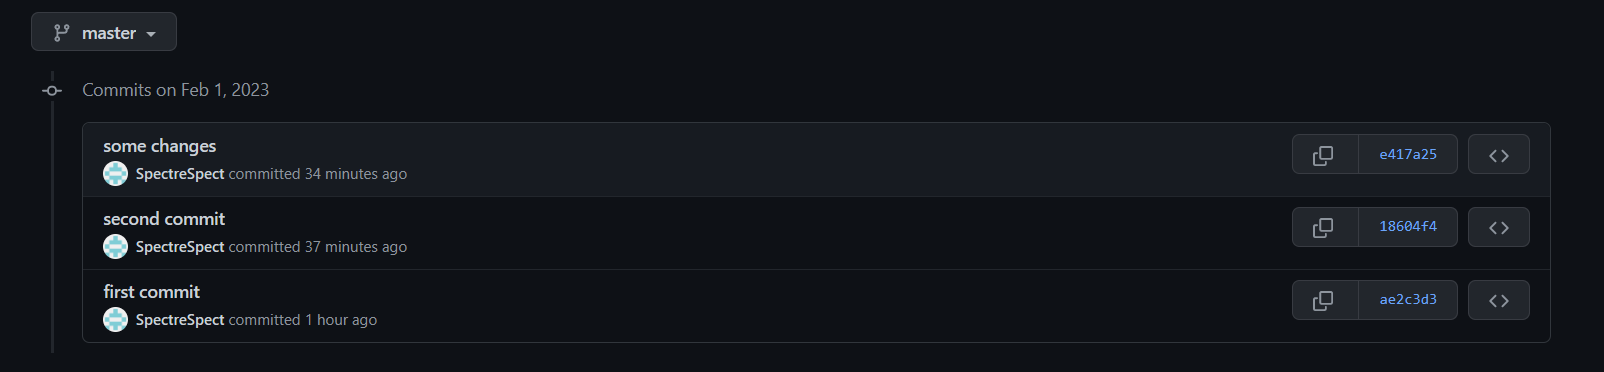 master
Commits on Feb 1, 2023
some changes
SpectreSpect committed 34 minutes ago
e417a25
second commit
SpectreSpect committed 37 minutes ago
18604f4
first commit
SpectreSpect committed 1 hour ago
ae2c3d3